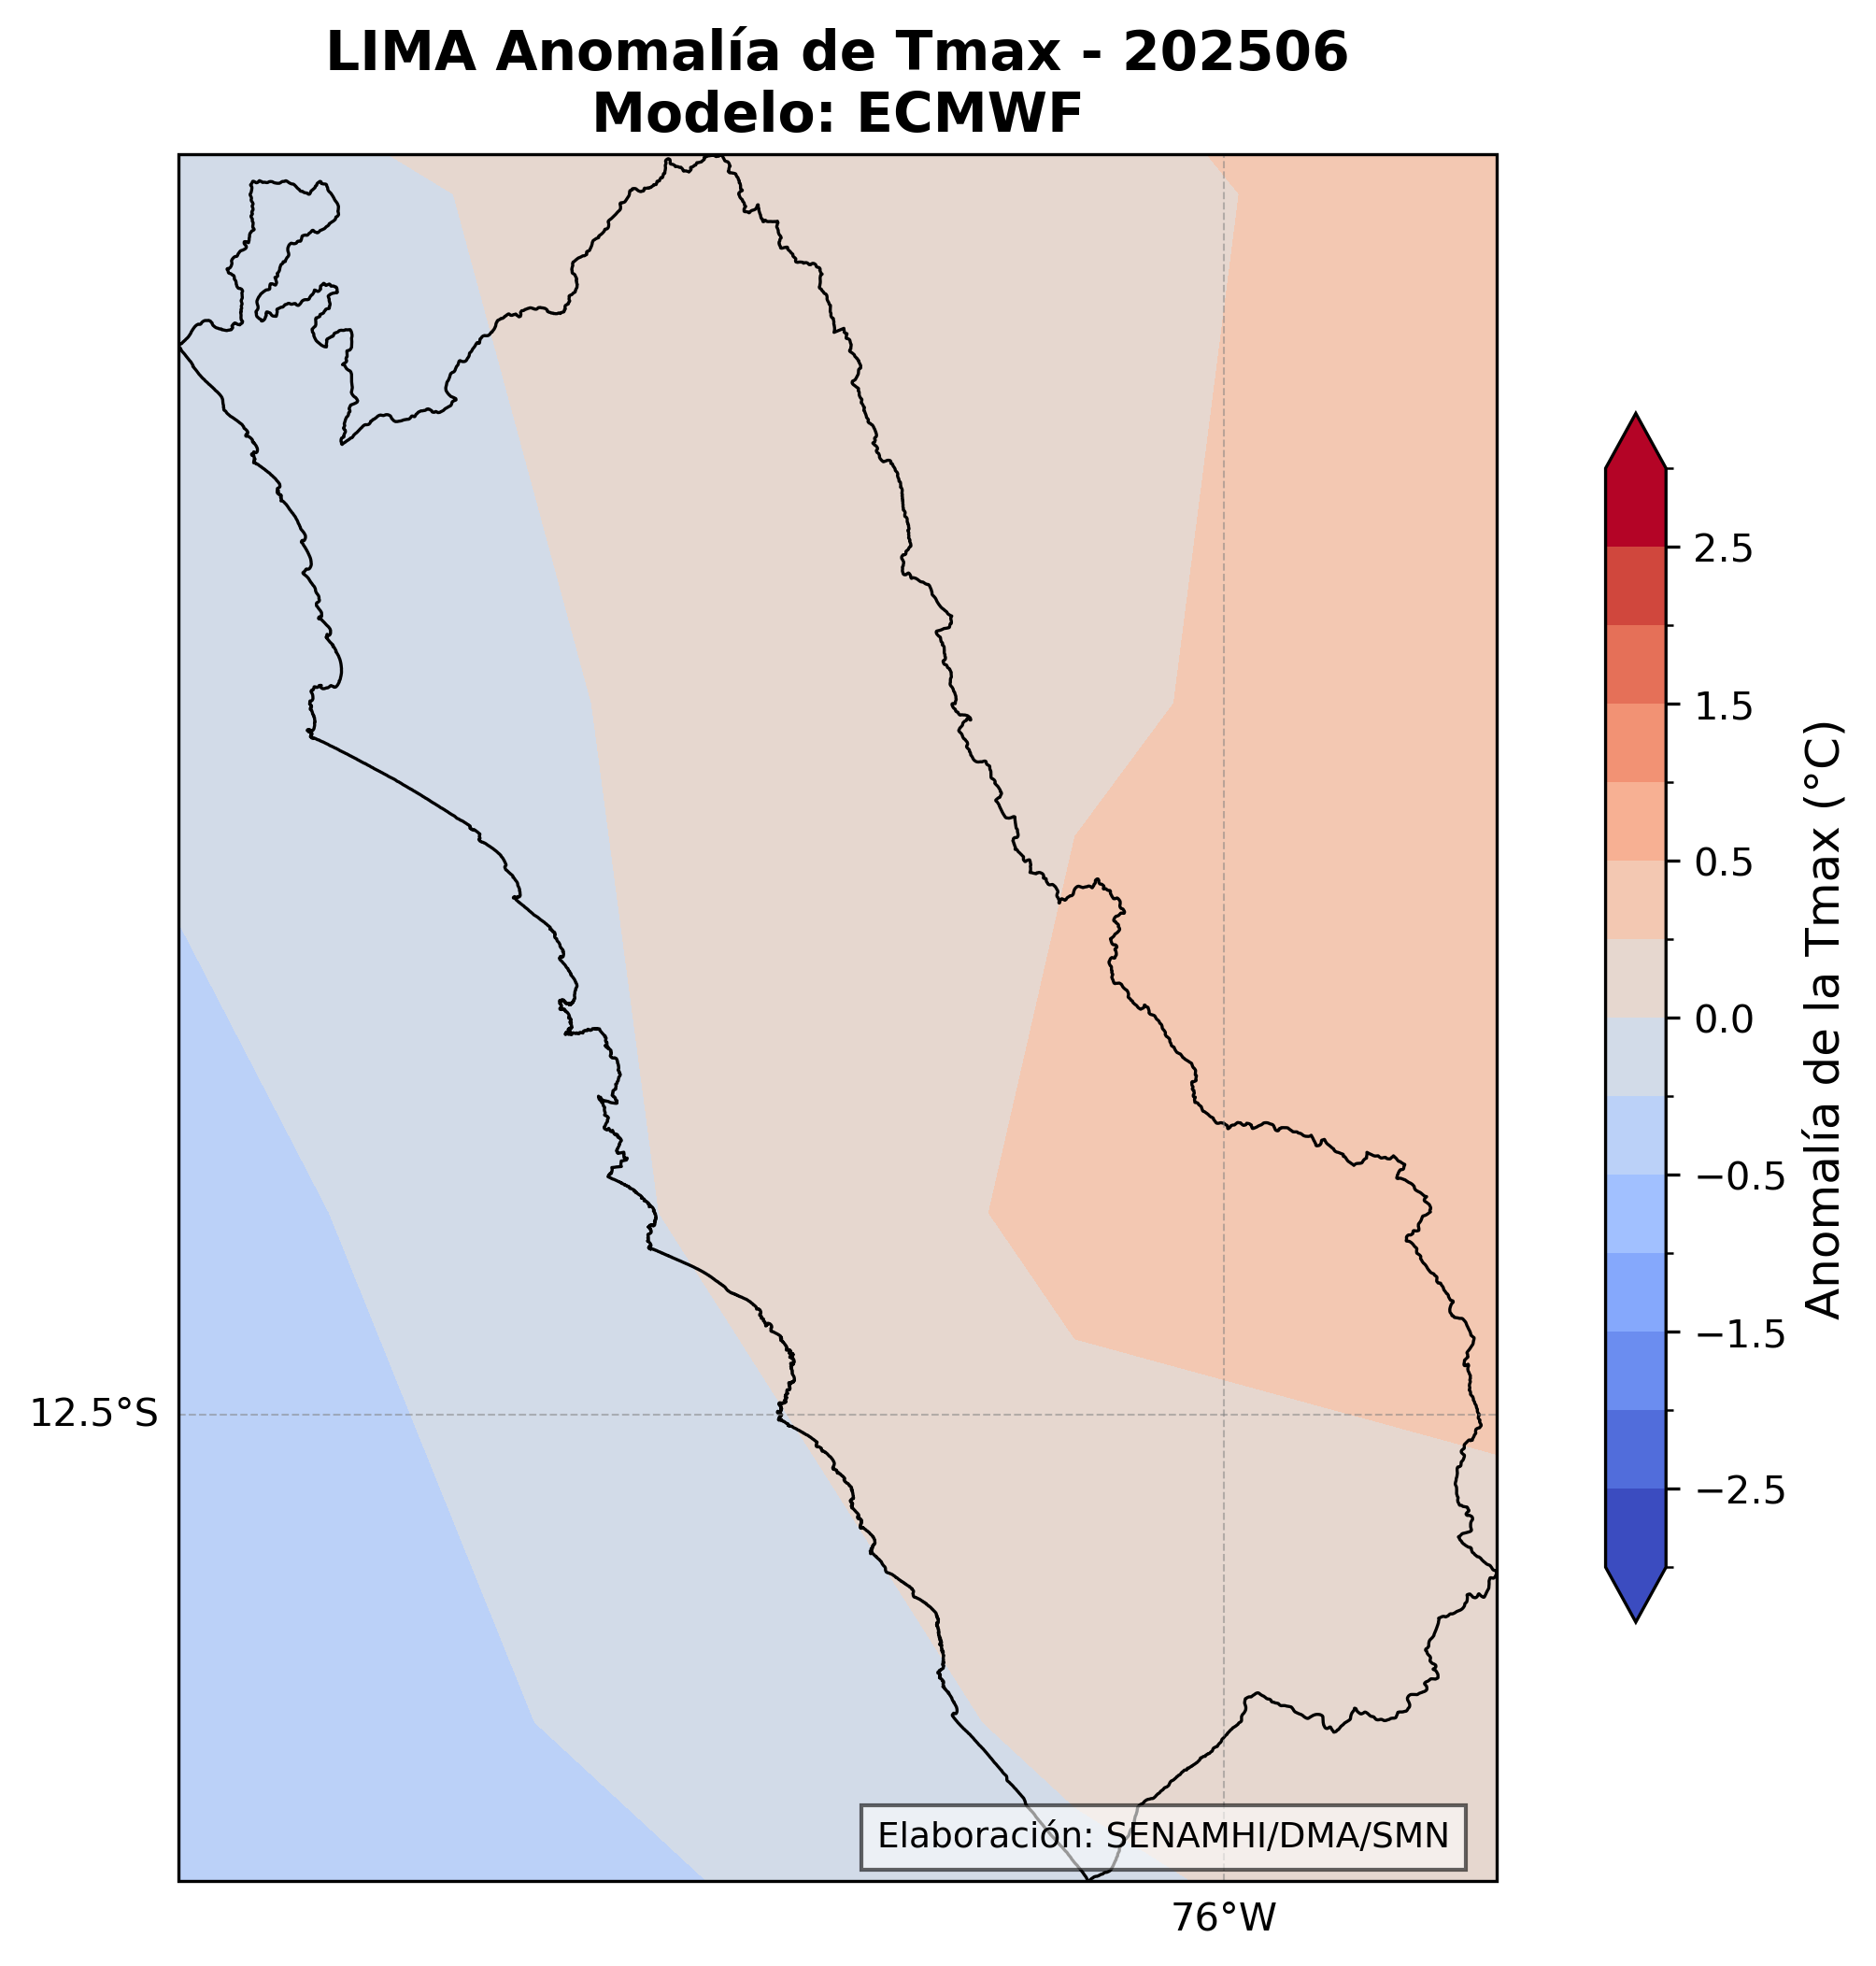 LIMA Anomalía de Tmax - 202506
Modelo: ECMWF
2.5
1.5
0.5
0.0
−0.5
−1.5
−2.5
Anomalía de la Tmax (°C)
12.5°S
Elaboración: SENAMHI/DMA/SMN
76°W